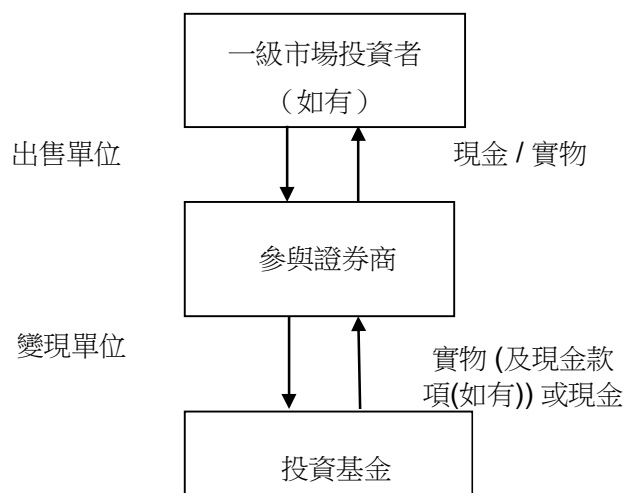 一級市場投資者
（如有）
出售單位
現金 / 實物
參與證券商
變現單位
實物 (及現金款
項(如有)) 或現金
投資基金